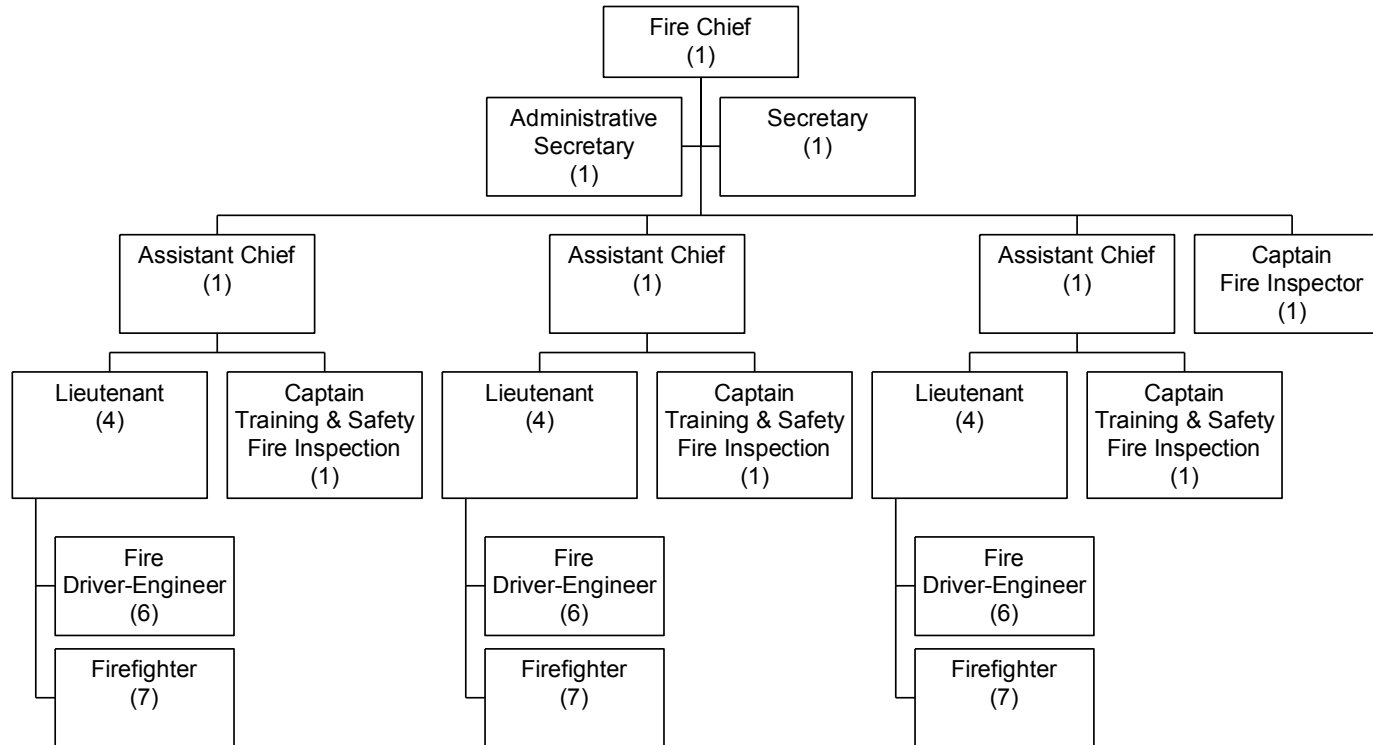 Fire Chief
(1)
Administrative
Secretary
(1)
Secretary
(1)
Assistant Chief
(1)
Assistant Chief
(1)
Assistant Chief
(1)
Captain
Fire Inspector
(1)
Lieutenant
(4)
Captain
Training & Safety
Fire Inspection
(1)
Lieutenant
(4)
Captain
Training & Safety
Fire Inspection
(1)
Lieutenant
(4)
Captain
Training & Safety
Fire Inspection
(1)
Fire
Driver-Engineer
(6)
Fire
Driver-Engineer
(6)
Fire
Driver-Engineer
(6)
Firefighter
(7)
Firefighter
(7)
Firefighter
(7)